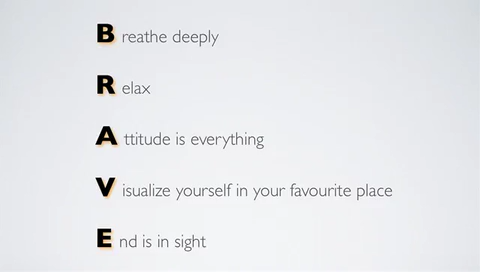 Breathe deeply
Relax
Attitude is everything
Visualize yourself in your favourite place
End is in sight